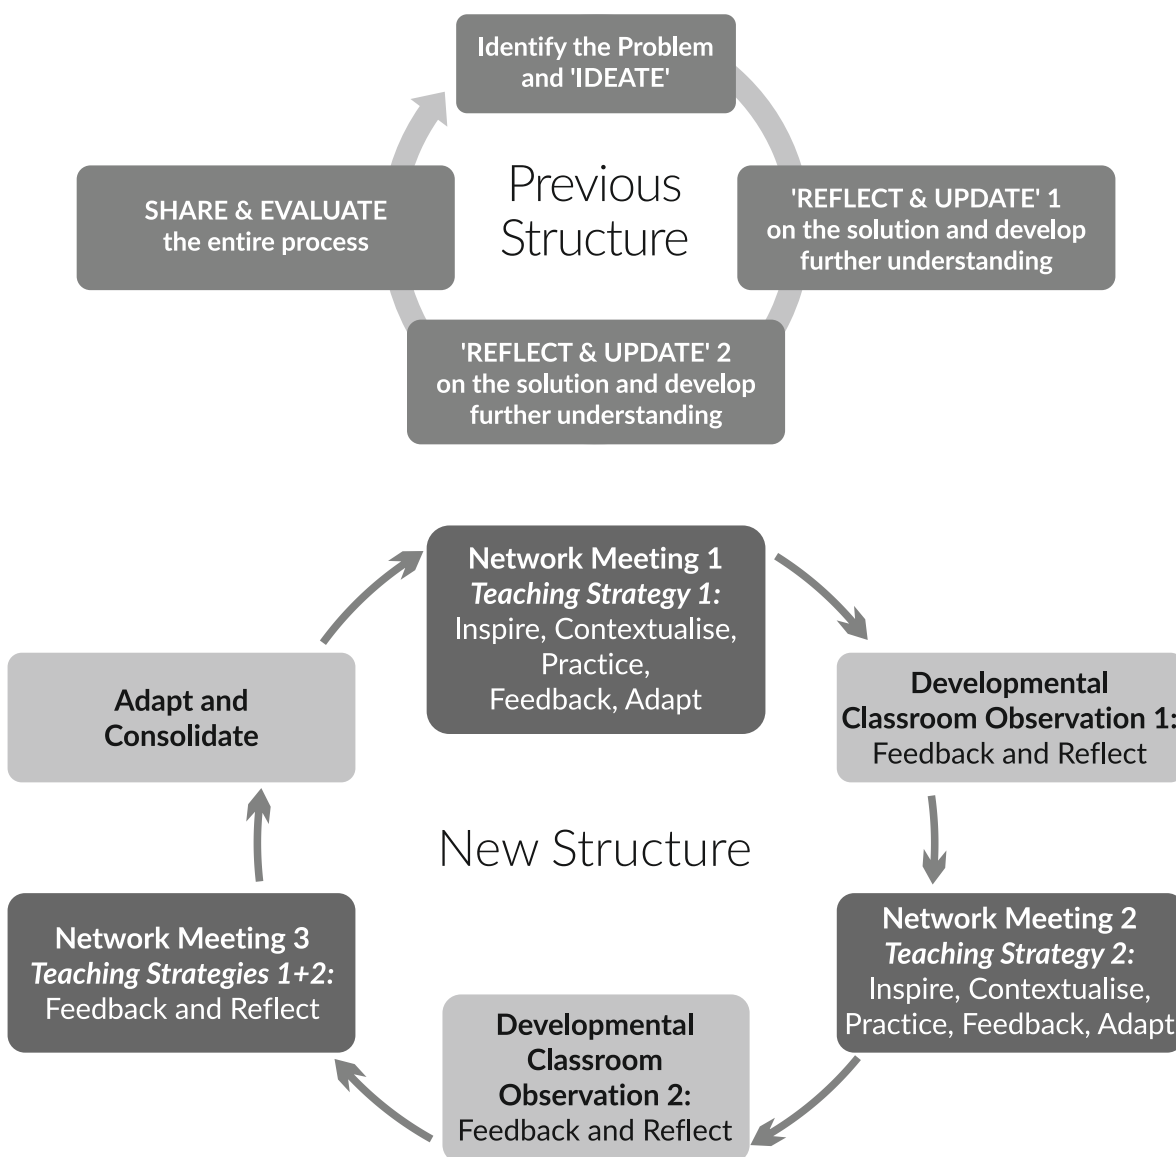 Identify the Problem
and 'IDEATE'
Previous
Structure
SHARE & EVALUATE
the entire process
'REFLECT & UPDATE' 1
on the solution and develop
further understanding
'REFLECT & UPDATE' 2
on the solution and develop
further understanding
Network Meeting 1
Teaching Strategy 1:
Inspire, Contextualise,
Practice,
Feedback, Adapt
Adapt and
Consolidate
Developmental
Classroom Observation 1:
Feedback and Reflect
New Structure
Network Meeting 3
Teaching Strategies 1+2:
Feedback and Reflect
Network Meeting 2
Teaching Strategy 2:
Inspire, Contextualise,
Practice, Feedback, Adapt
Developmental
Classroom
Observation 2:
Feedback and Reflect